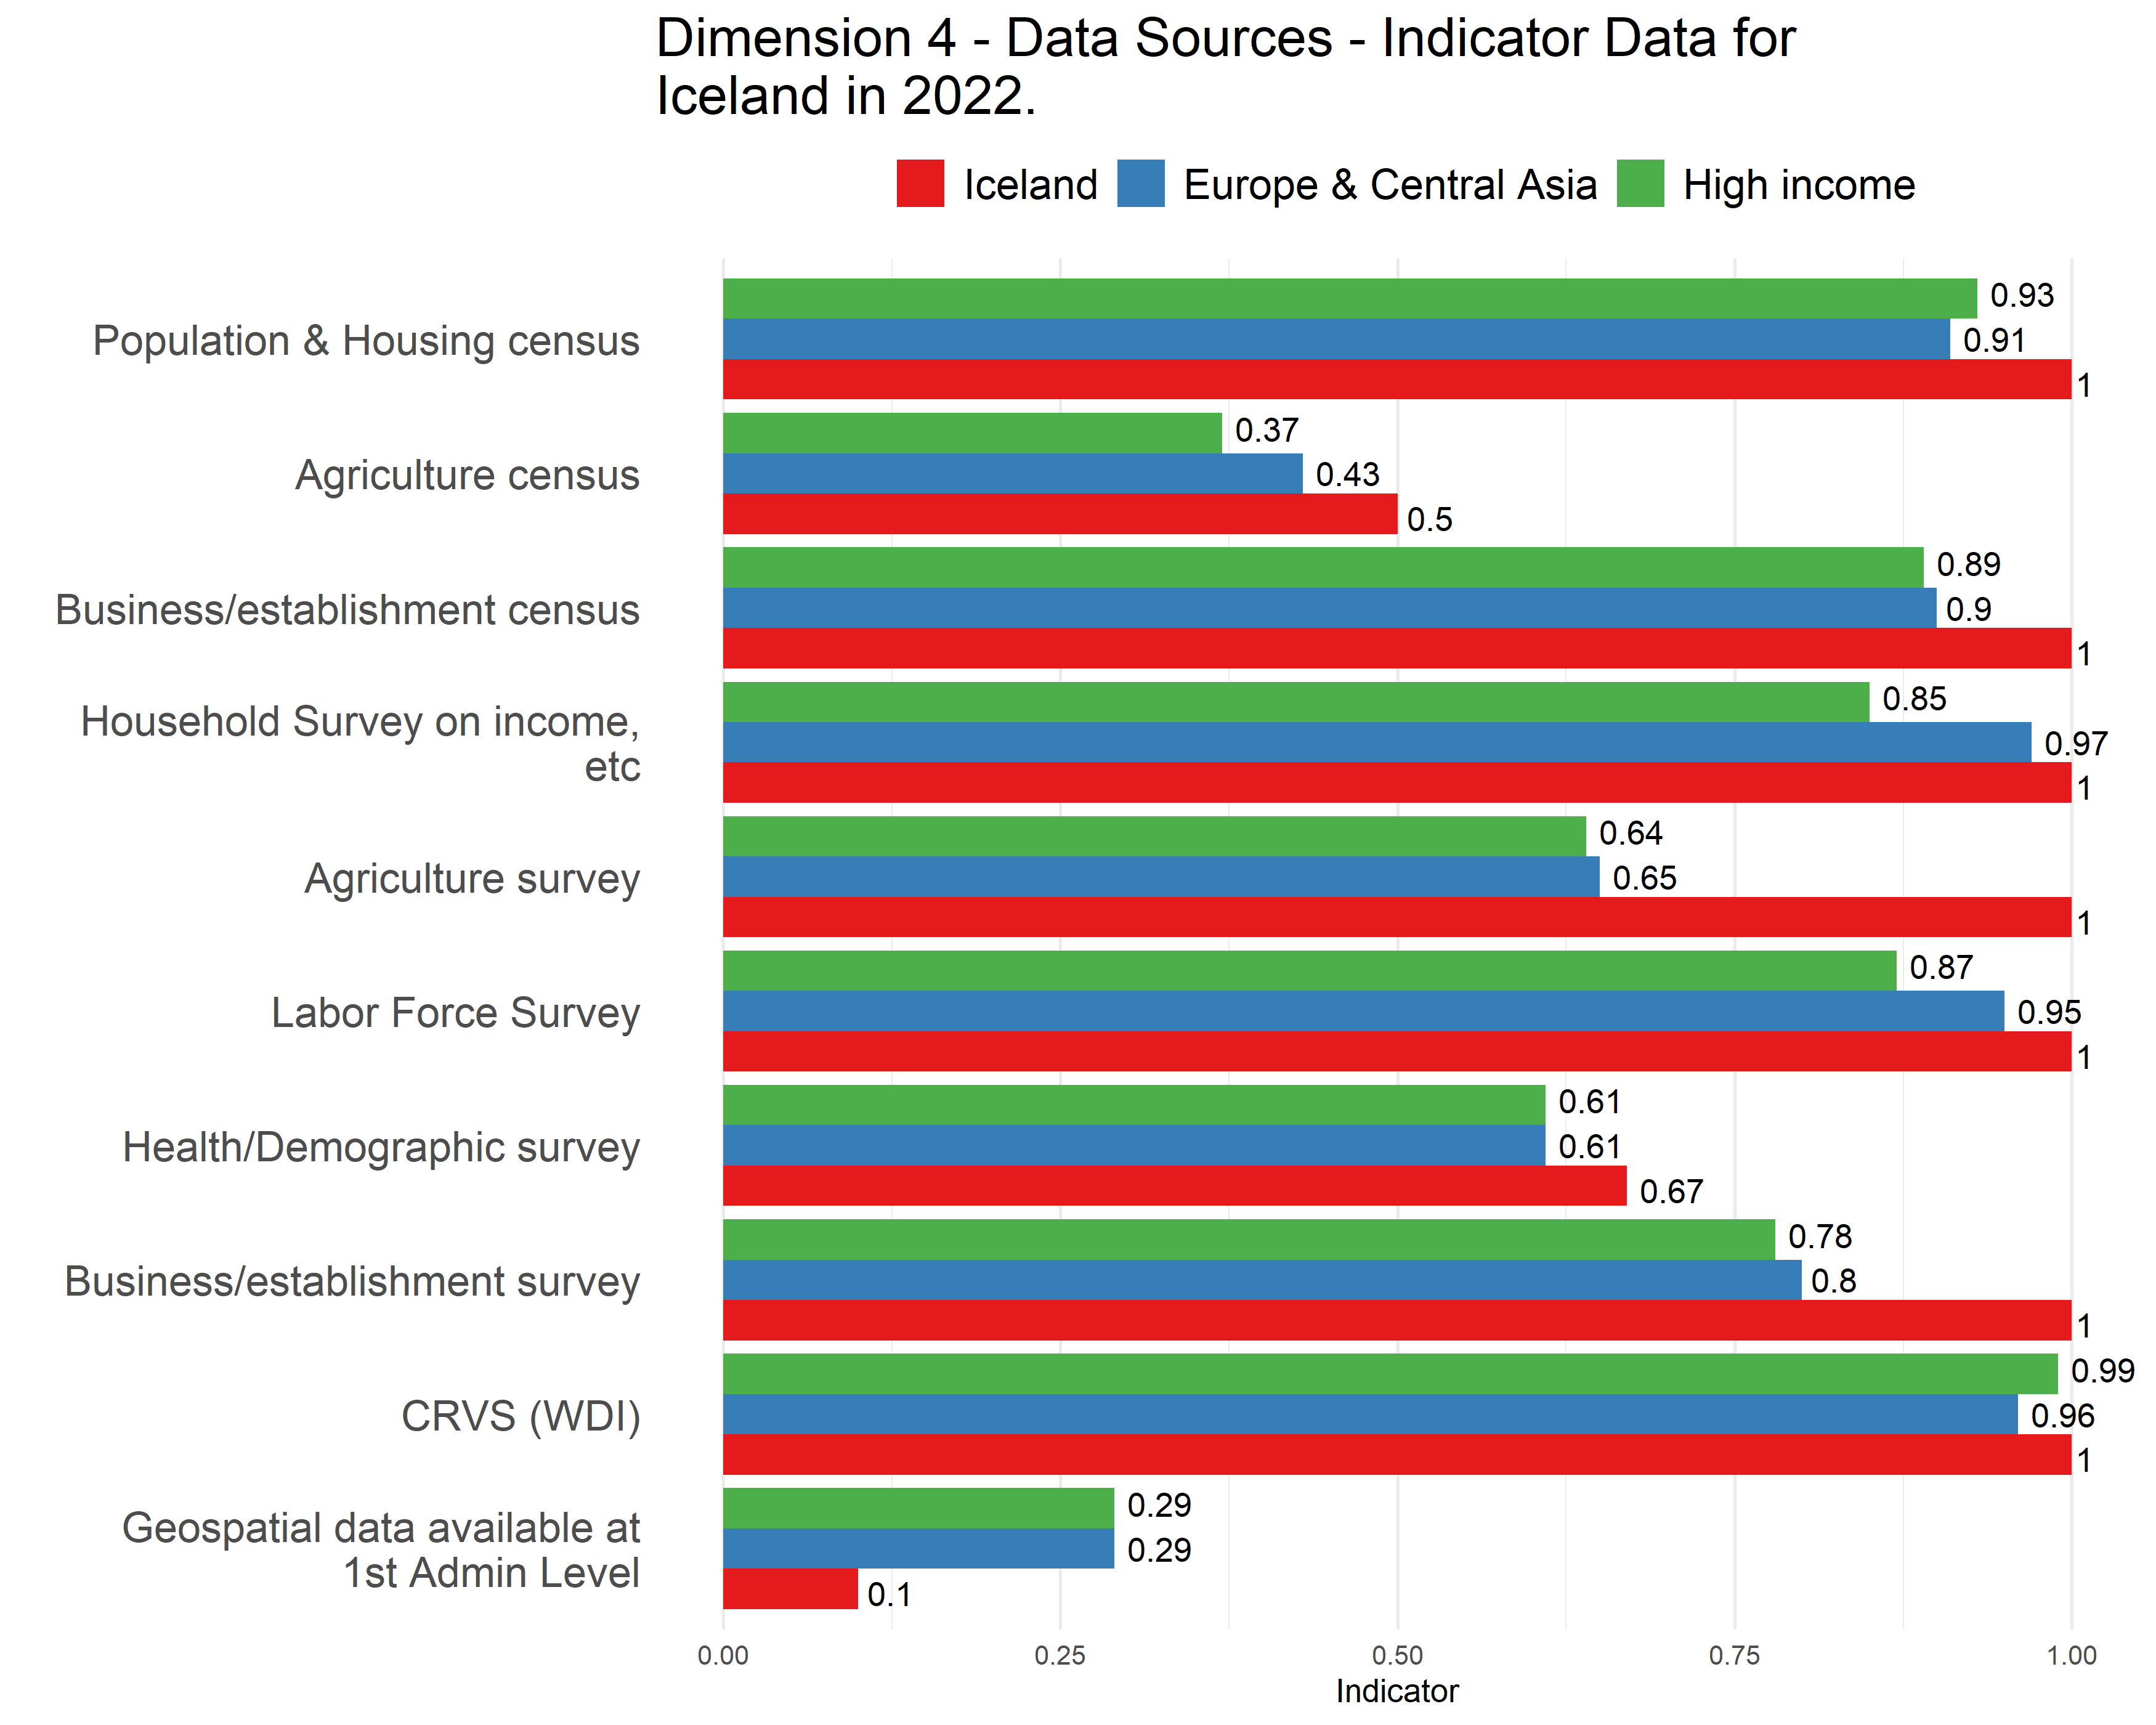 Dimension 4 - Data Sources - Indicator Data for
Iceland in 2022.
Iceland
Europe & Central Asia
High income
Population & Housing census
0.93
0.91
1
Agriculture census
0.37
0.43
0.5
Business/establishment census
0.89
0.9
1
Household Survey on income,
etc
0.85
0.97
1
Agriculture survey
0.64
0.65
1
Labor Force Survey
0.87
0.95
1
Health/Demographic survey
0.61
0.61
0.67
Business/establishment survey
0.78
0.8
1
CRVS (WDI)
0.99
0.96
1
Geospatial data available at
1st Admin Level
0.29
0.29
0.1
0.00
0.25
0.50
0.75
1.00
Indicator